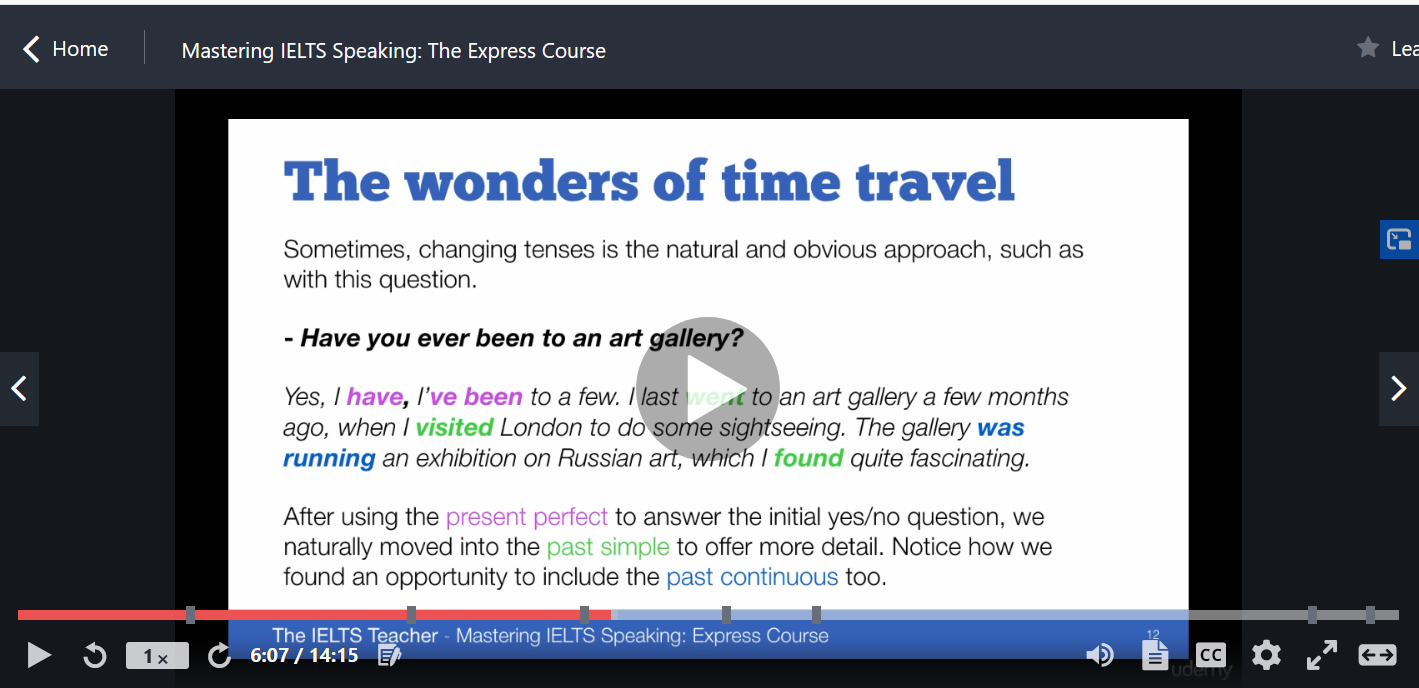 Home
Mastering IELTS Speaking: The Express Course
Lea
The wonders of time travel
Sometimes, changing tenses is the natural and obvious approach, such as
with this question.
- Have you ever been to an art gallery?
Yes, I have, I've been to a few. I last went to an art gallery a few months
ago, when I visited London to do some sightseeing. The gallery was
running an exhibition on Russian art, which I found quite fascinating.
After using the present perfect to answer the initial yes/no question, we
naturally moved into the past simple to offer more detail. Notice how we
found an opportunity to include the past continuous too.
The IELTS Teacher - Mastering IELTS Speaking: Express Course
1x
6:07 / 14:15
12
CC
udemy